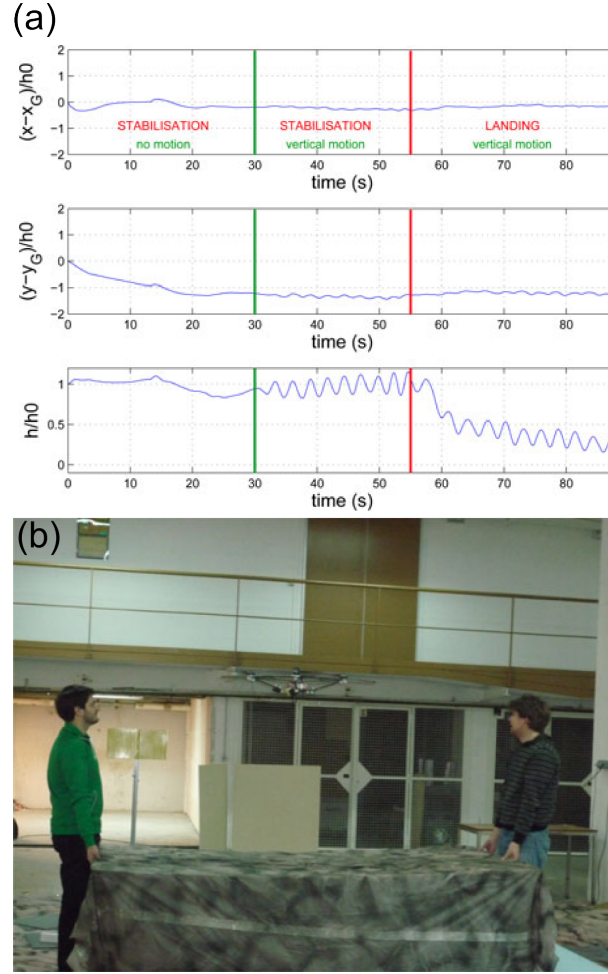 (a)
(x-x_G)/h0
2
1
0
-1
-2
0 10 20 30 40 50 60 70 80
STABILISATION STABILISATION LANDING
no motion vertical motion vertical motion
time (s)
(y-y_G)/h0
2
1
0
-1
-2
0 10 20 30 40 50 60 70 80
time (s)
h/h0
1
0.5
0
0 10 20 30 40 50 60 70 80
time (s)
(b)